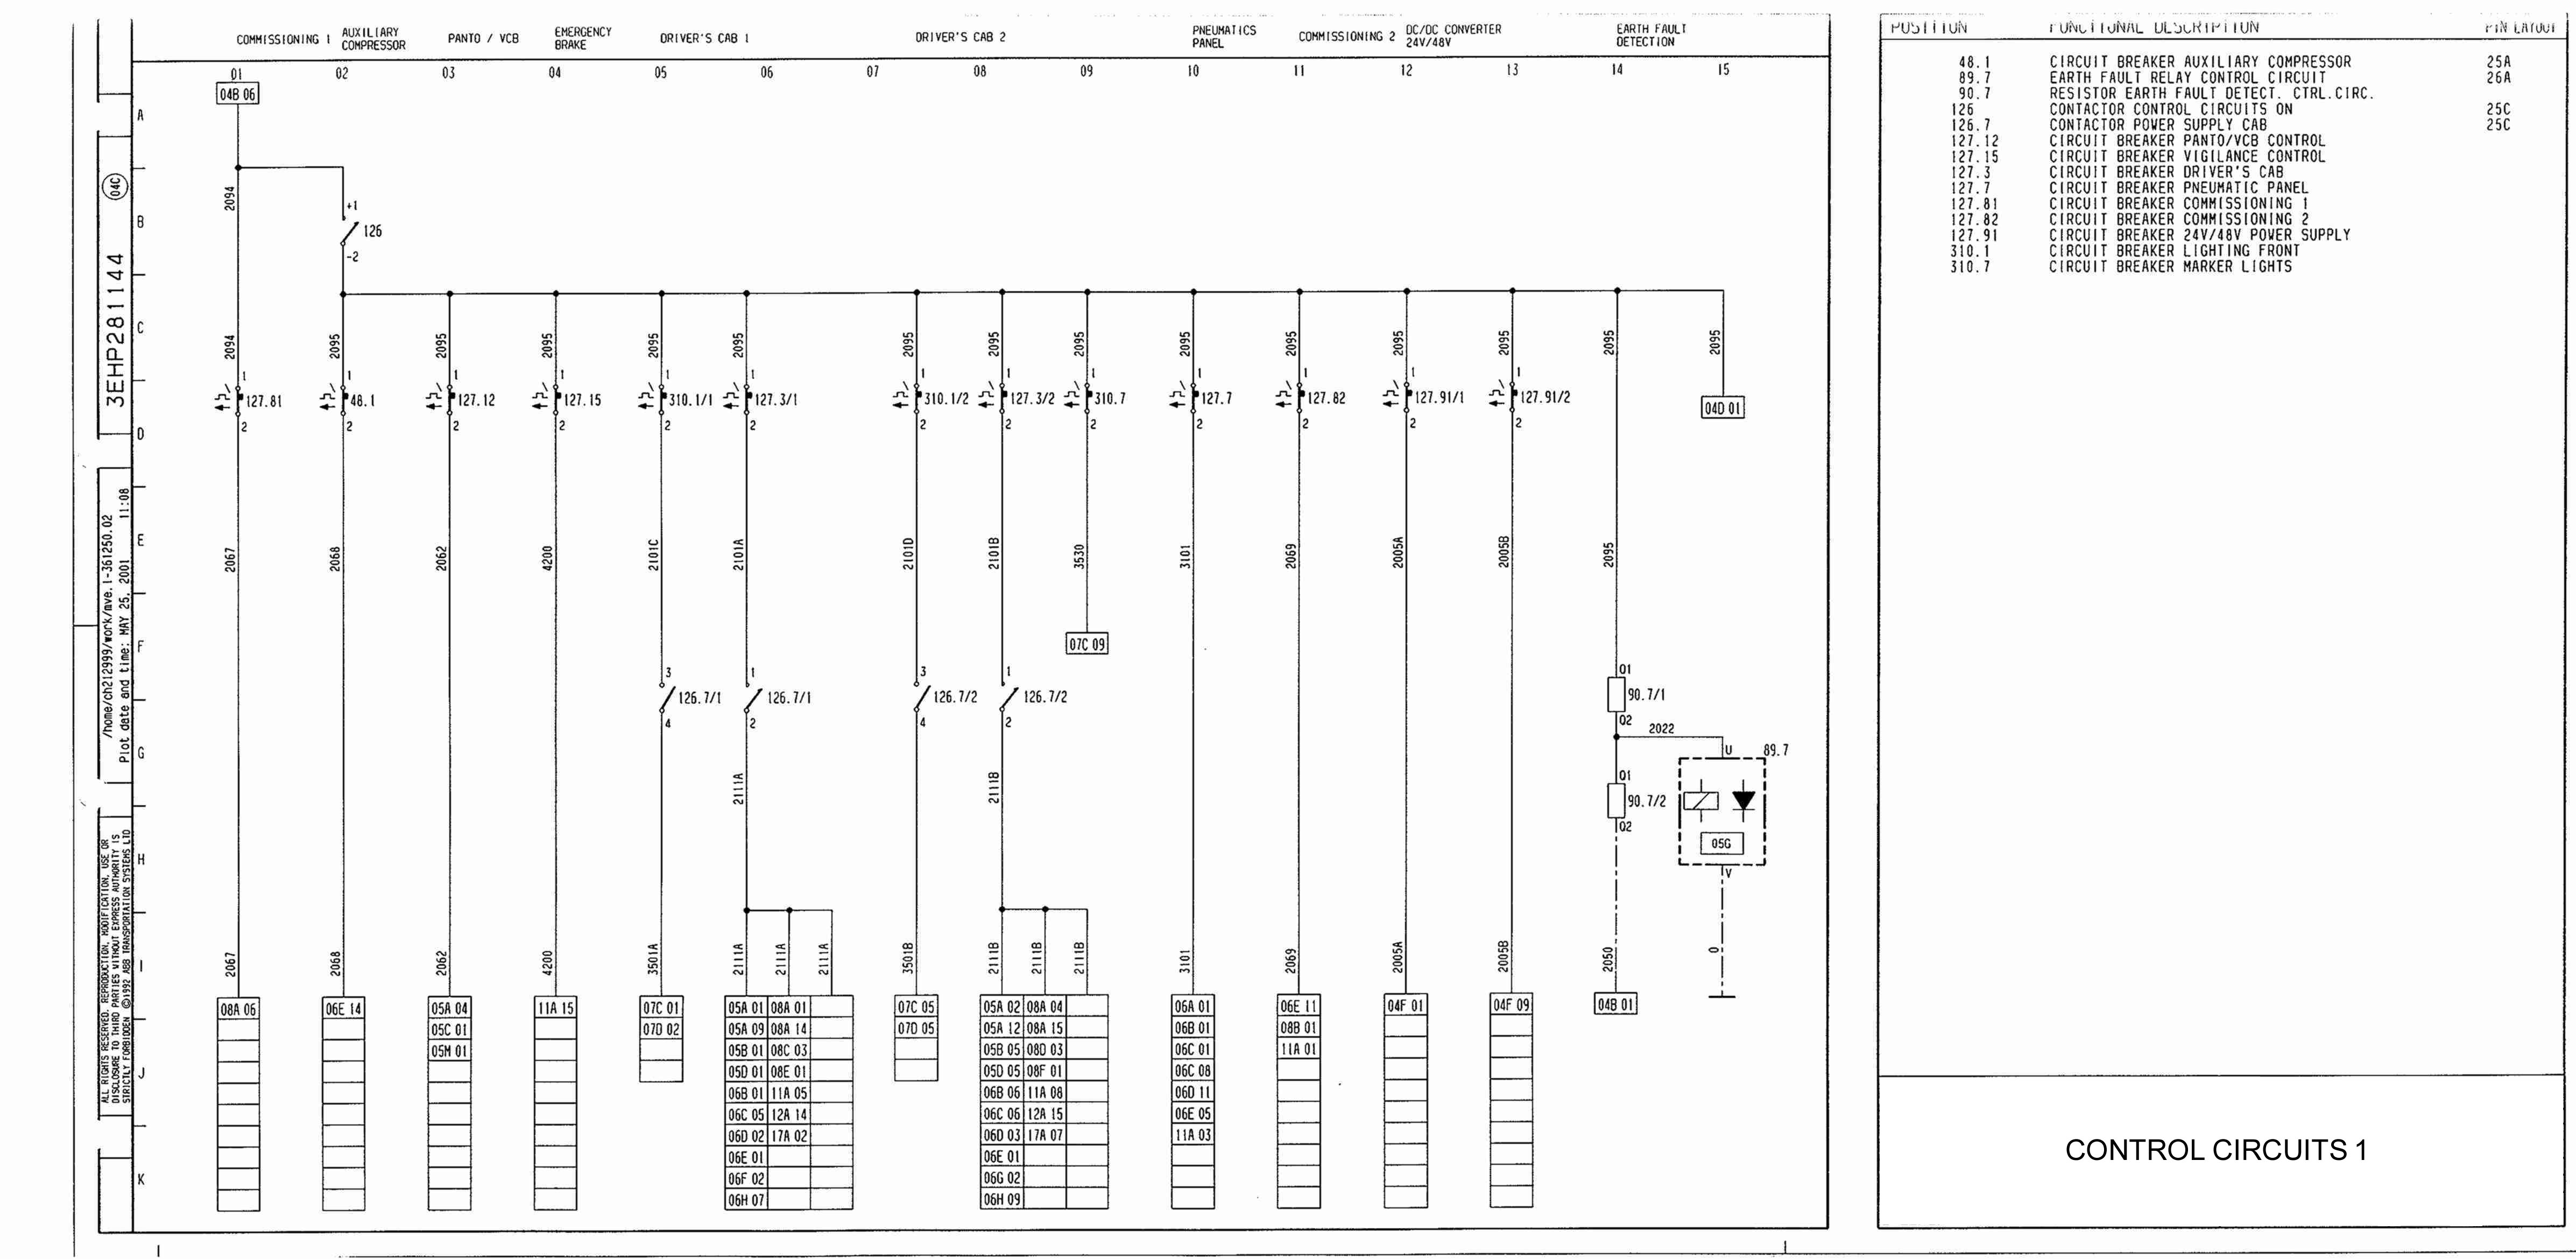 COMMISSIONING 1
AUXILIARY
COMPRESSOR
PANTO / VCB
EMERGENCY
BRAKE
DRIVER'S CAB 1
DRIVER'S CAB 2
PNEUMATICS
PANEL
COMMISSIONING 2
DC/DC CONVERTER
24V/48V
EARTH FAULT
DETECTION
01 02 03 04 05 06 07 08 09 10 11 12 13 14 15
04B 06
A
2094
+1
B
126
-2
C
2094 2095 2095 2095 2095 2095 2095 2095 2095 2095 2095 2095 2095 2095 2095
1 1 1 1 1 1 1 1 1 1 1 1 1
127.81 48.1 127.12 127.15 310.1/1 127.3/1 310.1/2 127.3/2 310.7 127.7 127.82 127.91/1 127.91/2
04D 01
2 2 2 2 2 2 2 2 2 2 2 2 2
D
E
2067 2068 2062 4200 2101C 2101A 2101D 2101B 3530 3101 2069 2005A 2005B 2095
F
07C 09
3 1 3 1 01
126.7/1 126.7/1 126.7/2 126.7/2 90.7/1
4 2 4 2 02
2022
G
U 89.7
2111A 2111B 01
90.7/2
02
05G
H
V
I
2067 2068 2062 4200 3501A 2111A 2111A 2111A 3501B 2111B 2111B 2111B 3101 2069 2005A 2005B 2050 0
08A 06 06E 14 05A 04 11A 15 07C 01 05A 01 08A 01 07C 05 05A 02 08A 04 06A 01 06E 11 04F 01 04F 09 04B 01
05C 01 07D 02 05A 09 08A 14 07D 05 05A 12 08A 15 06B 01 08B 01
05M 01 05B 01 08C 03 05B 05 08D 03 06C 01 11A 01
J
05D 01 08E 01 05D 05 08F 01 06C 08
06B 01 11A 05 06B 06 11A 08 06D 11
06C 05 12A 14 06C 06 12A 15 06E 05
06D 02 17A 02 06D 03 17A 07 11A 03
06E 01 06E 01
K
06F 02 06G 02
06H 07 06H 09
3EHP281144 04C
/home/ch212999/work/mve.1-361250.02
Plot date and time: MAY 25, 2001 11:08
ALL RIGHTS RESERVED. REPRODUCTION, MODIFICATION, USE OR
DISCLOSURE TO THIRD PARTIES WITHOUT EXPRESS AUTHORITY IS
STRICTLY FORBIDDEN ©1992 ABB TRANSPORTATION SYSTEMS LTD
POSITION FUNCTIONAL DESCRIPTION PIN LAYOUT
48.1 CIRCUIT BREAKER AUXILIARY COMPRESSOR 25A
89.7 EARTH FAULT RELAY CONTROL CIRCUIT 26A
90.7 RESISTOR EARTH FAULT DETECT. CTRL.CIRC.
126 CONTACTOR CONTROL CIRCUITS ON 25C
126.7 CONTACTOR POWER SUPPLY CAB 25C
127.12 CIRCUIT BREAKER PANTO/VCB CONTROL
127.15 CIRCUIT BREAKER VIGILANCE CONTROL
127.3 CIRCUIT BREAKER DRIVER'S CAB
127.7 CIRCUIT BREAKER PNEUMATIC PANEL
127.81 CIRCUIT BREAKER COMMISSIONING 1
127.82 CIRCUIT BREAKER COMMISSIONING 2
127.91 CIRCUIT BREAKER 24V/48V POWER SUPPLY
310.1 CIRCUIT BREAKER LIGHTING FRONT
310.7 CIRCUIT BREAKER MARKER LIGHTS
CONTROL CIRCUITS 1